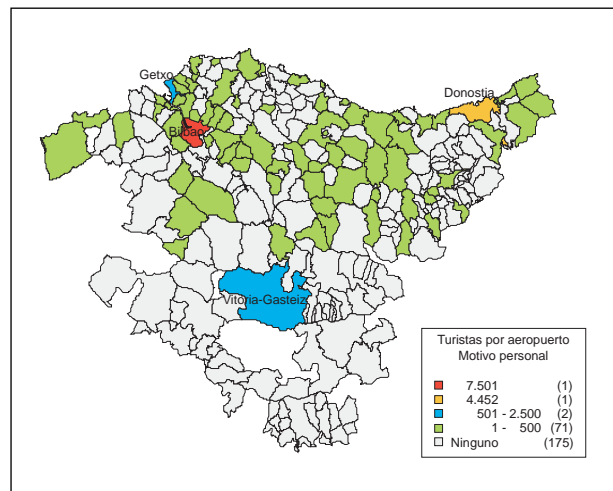 Getxo
Donostia
Bilbao
Vitoria-Gasteiz
Turistas por aeropuerto
Motivo personal
7.501 (1)
4.452 (1)
501 - 2.500 (2)
1 - 500 (71)
Ninguno (175)